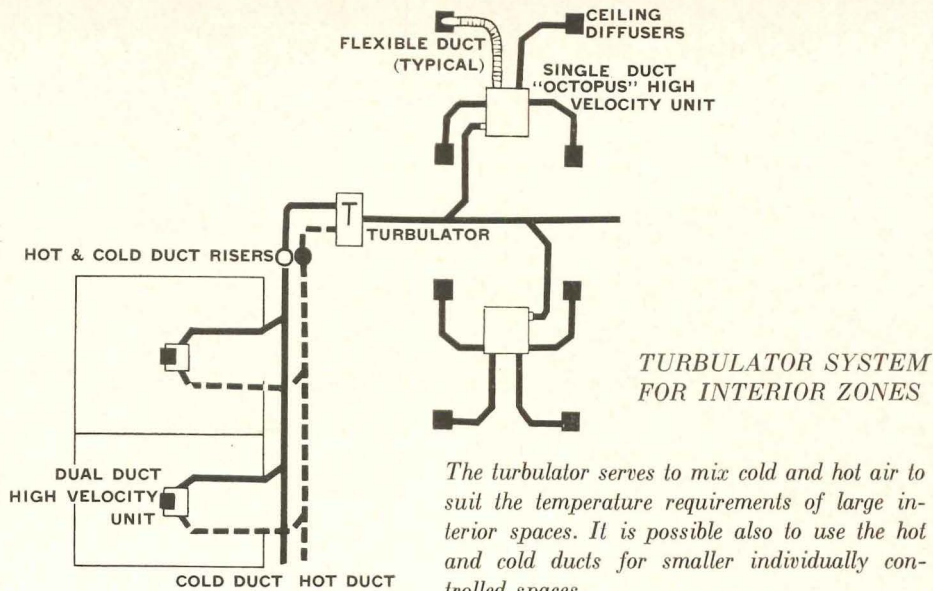 FLEXIBLE DUCT
(TYPICAL)
CEILING
DIFFUSERS
SINGLE DUCT
"OCTOPUS" HIGH
VELOCITY UNIT
T
TURBULATOR
HOT & COLD DUCT RISERS
DUAL DUCT
HIGH VELOCITY
UNIT
COLD DUCT HOT DUCT
TURBULATOR SYSTEM
FOR INTERIOR ZONES
The turbulator serves to mix cold and hot air to
suit the temperature requirements of large in-
terior spaces. It is possible also to use the hot
and cold ducts for smaller individually con-
trolled spaces